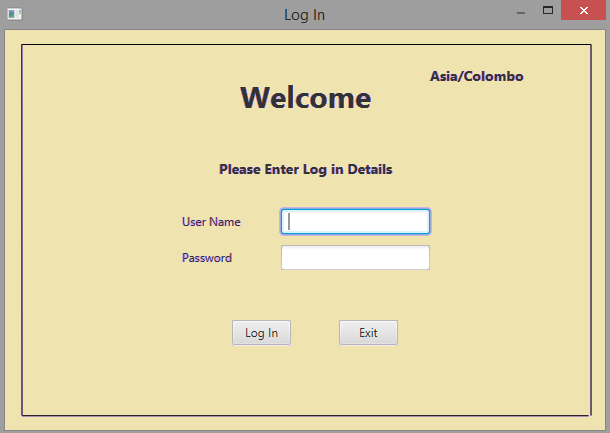 Log In
Asia/Colombo
Welcome
Please Enter Log in Details
User Name
Password
Log In
Exit